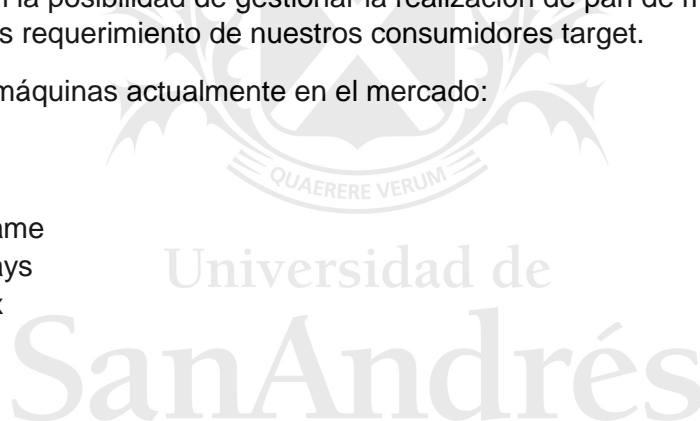 la posibilidad de gestionar la realización de pan de
s requerimiento de nuestros consumidores target.
máquinas actualmente en el mercado:
QUAERERE VERUM
ame
ays
x
Universidad de
SanAndrés